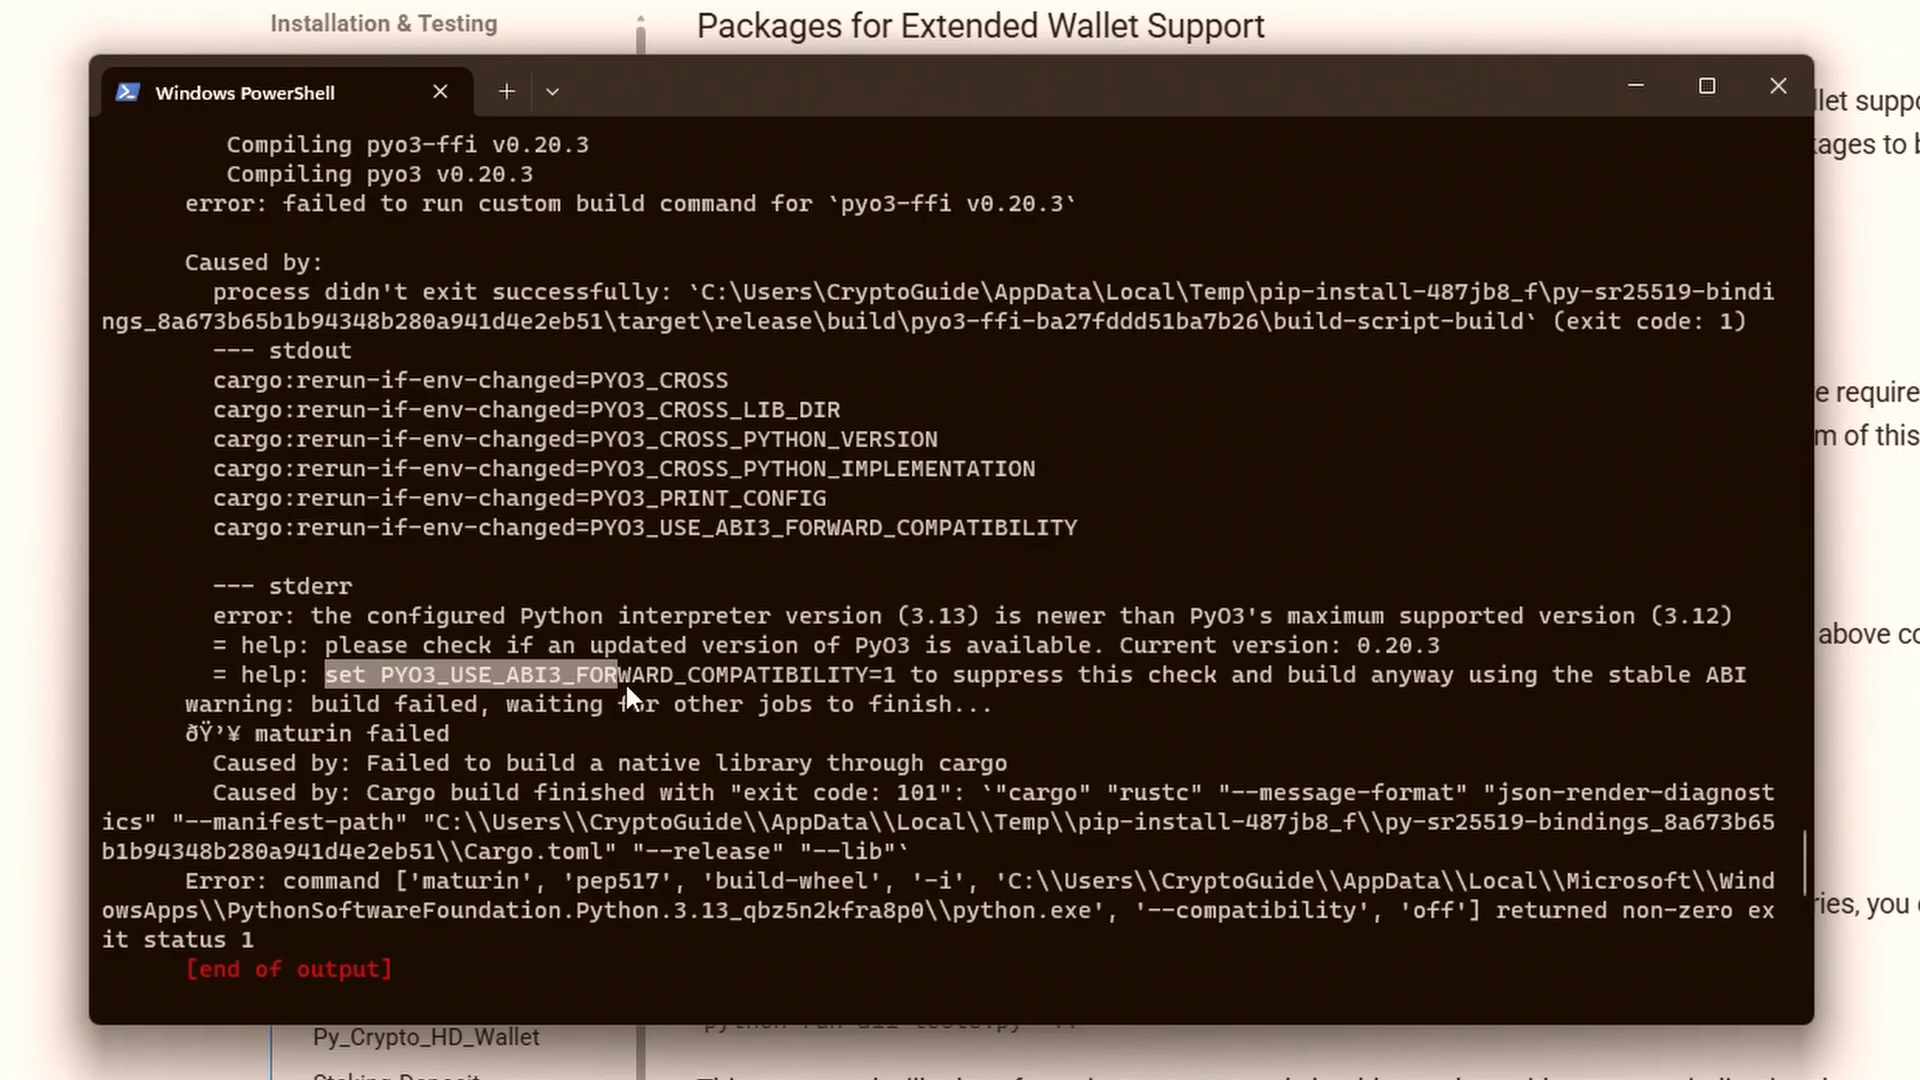 Installation & Testing
Packages for Extended Wallet Support
Windows PowerShell
Compiling pyo3-ffi v0.20.3
Compiling pyo3 v0.20.3
error: failed to run custom build command for `pyo3-ffi v0.20.3`
Caused by:
process didn't exit successfully: `C:\Users\CryptoGuide\AppData\Local\Temp\pip-install-487jb8_f\py-sr25519-bindi
ngs_8a673b65b1b94348b280a941d4e2eb51\target\release\build\pyo3-ffi-ba27fddd51ba7b26\build-script-build` (exit code: 1)
--- stdout
cargo:rerun-if-env-changed=PYO3_CROSS
cargo:rerun-if-env-changed=PYO3_CROSS_LIB_DIR
cargo:rerun-if-env-changed=PYO3_CROSS_PYTHON_VERSION
cargo:rerun-if-env-changed=PYO3_CROSS_PYTHON_IMPLEMENTATION
cargo:rerun-if-env-changed=PYO3_PRINT_CONFIG
cargo:rerun-if-env-changed=PYO3_USE_ABI3_FORWARD_COMPATIBILITY
--- stderr
error: the configured Python interpreter version (3.13) is newer than PyO3's maximum supported version (3.12)
= help: please check if an updated version of PyO3 is available. Current version: 0.20.3
= help: set PYO3_USE_ABI3_FORWARD_COMPATIBILITY=1 to suppress this check and build anyway using the stable ABI
warning: build failed, waiting for other jobs to finish...
ðŸ’¥ maturin failed
Caused by: Failed to build a native library through cargo
Caused by: Cargo build finished with "exit code: 101": `"cargo" "rustc" "--message-format" "json-render-diagnost
ics" "--manifest-path" "C:\\Users\\CryptoGuide\\AppData\\Local\\Temp\\pip-install-487jb8_f\\py-sr25519-bindings_8a673b65
b1b94348b280a941d4e2eb51\\Cargo.toml" "--release" "--lib"`
Error: command ['maturin', 'pep517', 'build-wheel', '-i', 'C:\\Users\\CryptoGuide\\AppData\\Local\\Microsoft\\Wind
owsApps\\PythonSoftwareFoundation.Python.3.13_qbz5n2kfra8p0\\python.exe', '--compatibility', 'off'] returned non-zero ex
it status 1
[end of output]
llet suppo
kages to b
e require
m of this
above co
ries, you
Py_Crypto_HD_Wallet